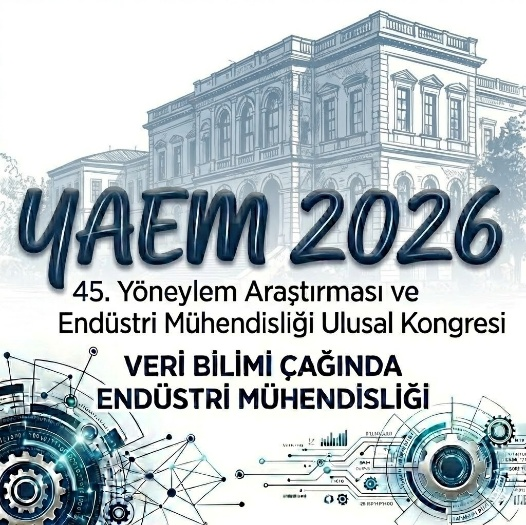 YAEM 2026
45. Yöneylem Araştırması ve
Endüstri Mühendisliği Ulusal Kongresi
VERİ BİLİMİ ÇAĞINDA
ENDÜSTRİ MÜHENDİSLİĞİ